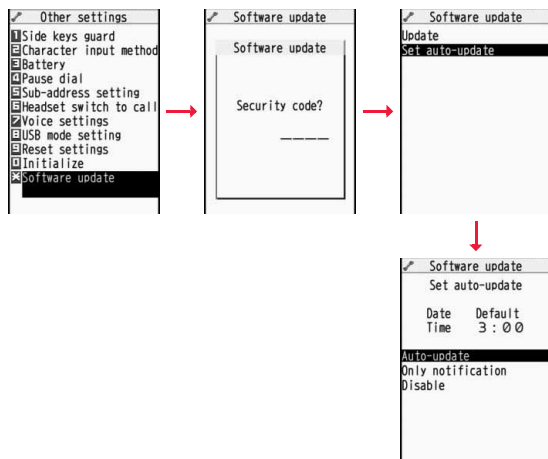 Other settings
1 Side keys guard
2 Character input method
3 Battery
4 Pause dial
5 Sub-address setting
6 Headset switch to call
7 Voice settings
8 USB mode setting
9 Reset settings
0 Initialize
* Software update
Software update
Software update
Security code?
____
Software update
Update
Set auto-update
Software update
Set auto-update
Date Default
Time 3:00
Auto-update
Only notification
Disable